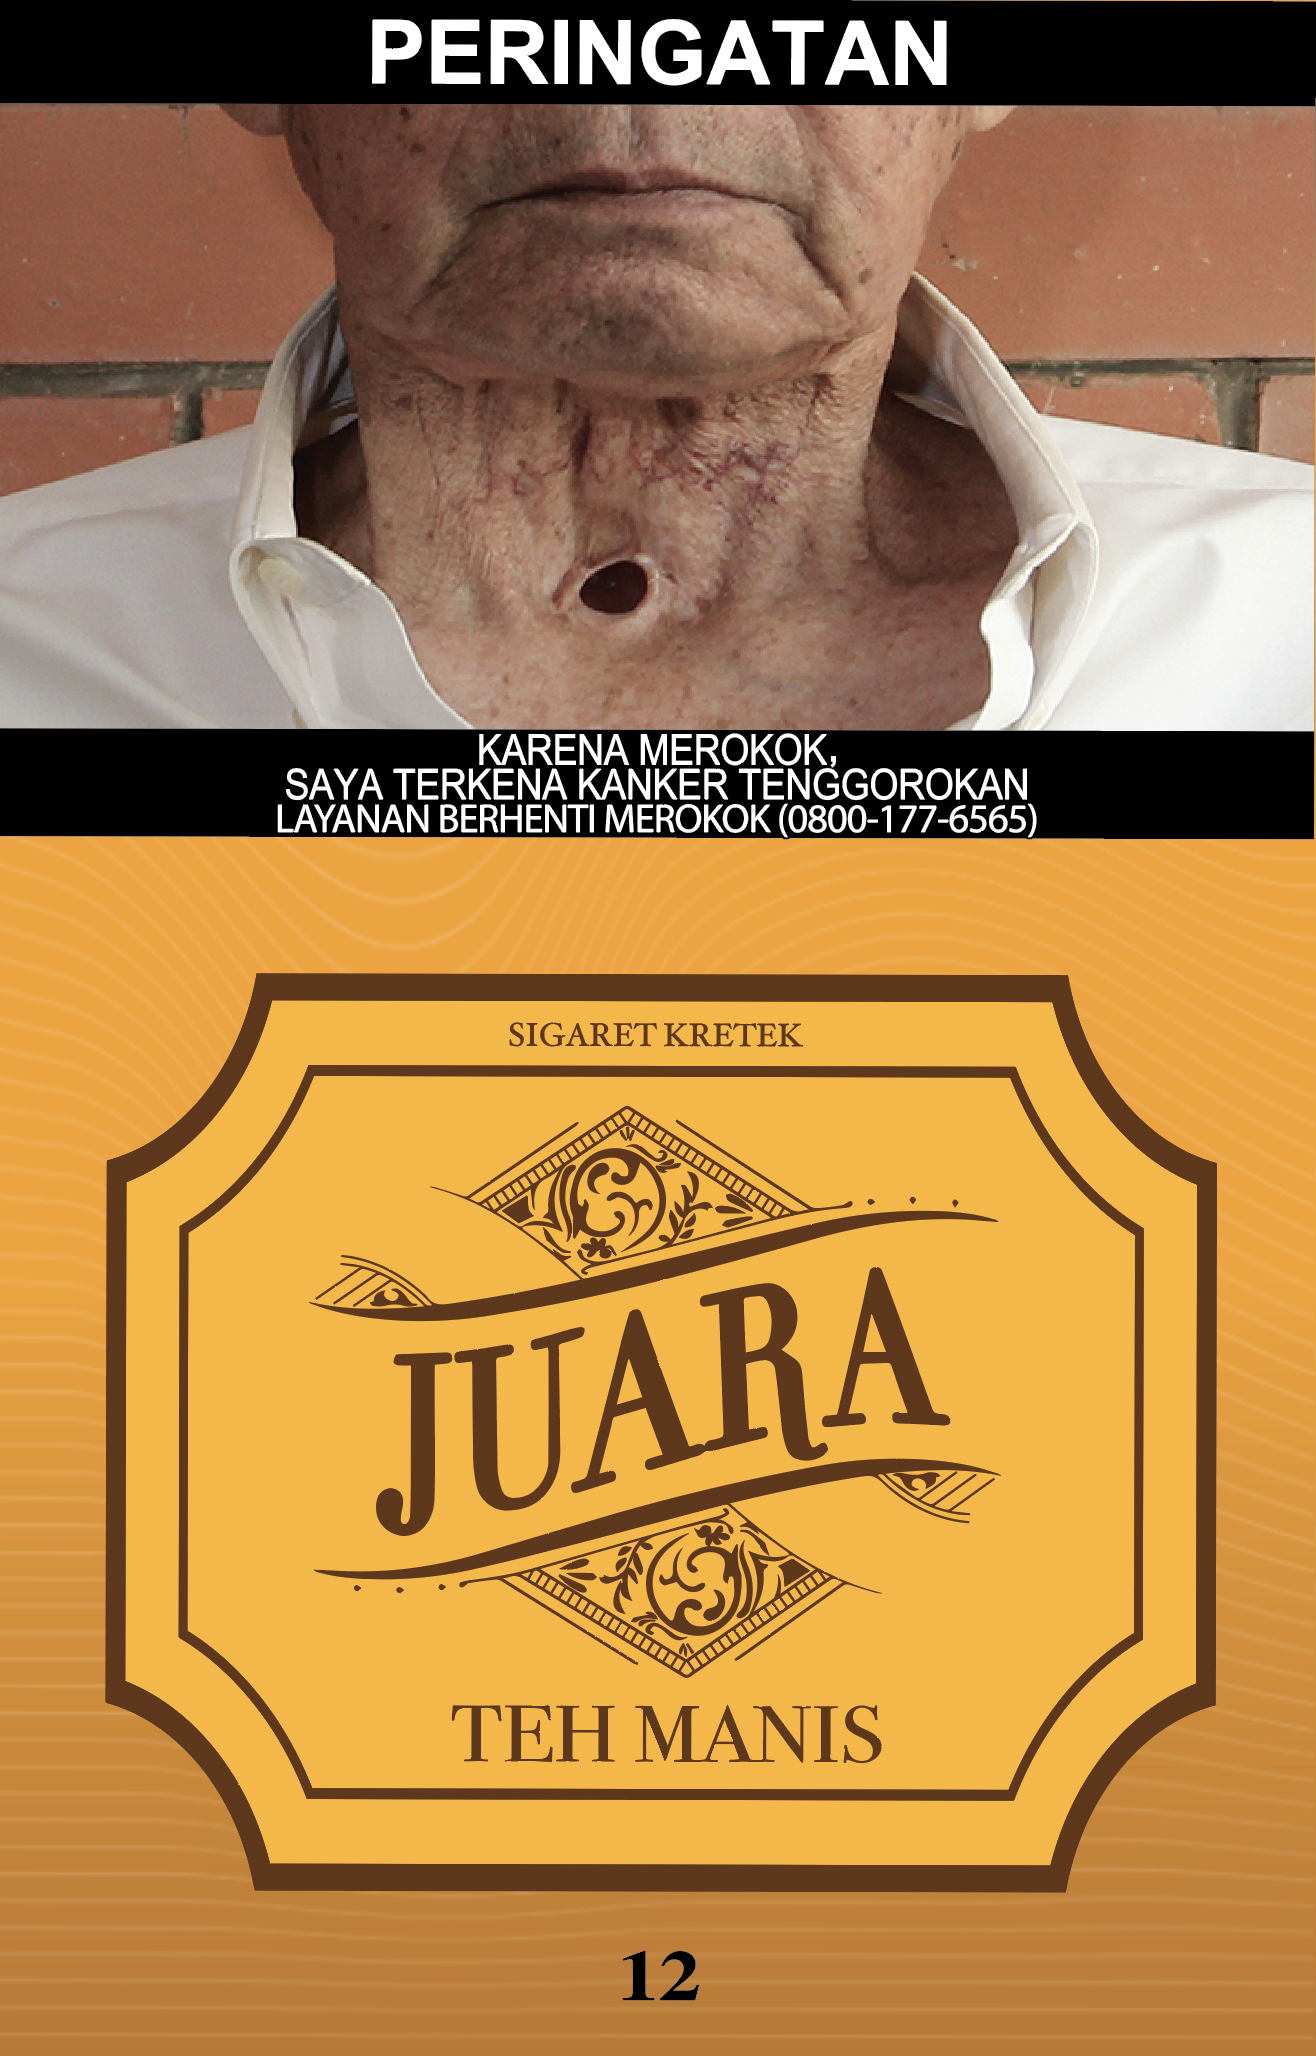 PERINGATAN
KARENA MEROKOK,
SAYA TERKENA KANKER TENGGOROKAN
LAYANAN BERHENTI MEROKOK (0800-177-6565)
SIGARET KRETEK
JUARA
TEH MANIS
12